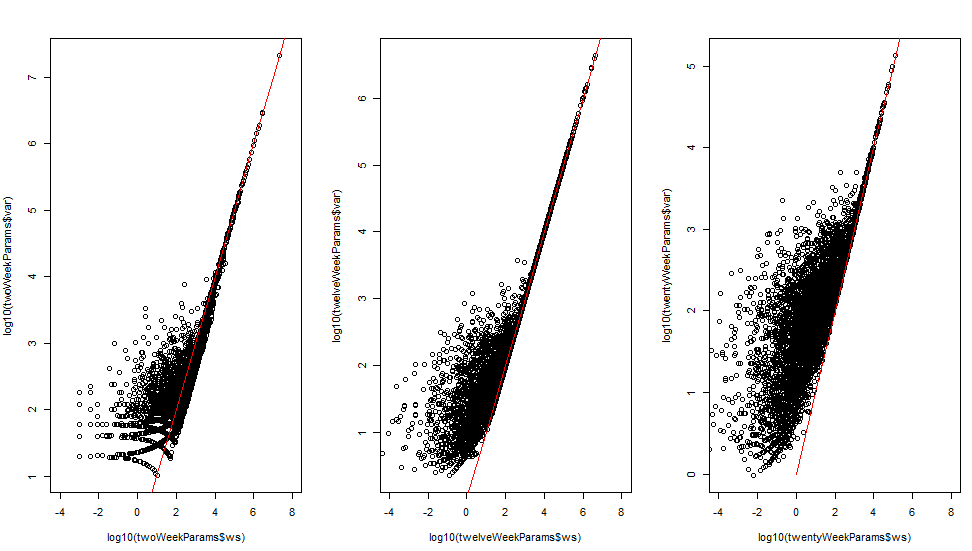 log10(twoWeekParams$var)
7
6
5
4
3
2
1
-4 -2 0 2 4 6 8
log10(twoWeekParams$ws)
log10(twelveWeekParams$var)
6
5
4
3
2
1
-4 -2 0 2 4 6 8
log10(twelveWeekParams$ws)
log10(twentyWeekParams$var)
5
4
3
2
1
0
-4 -2 0 2 4 6 8
log10(twentyWeekParams$ws)